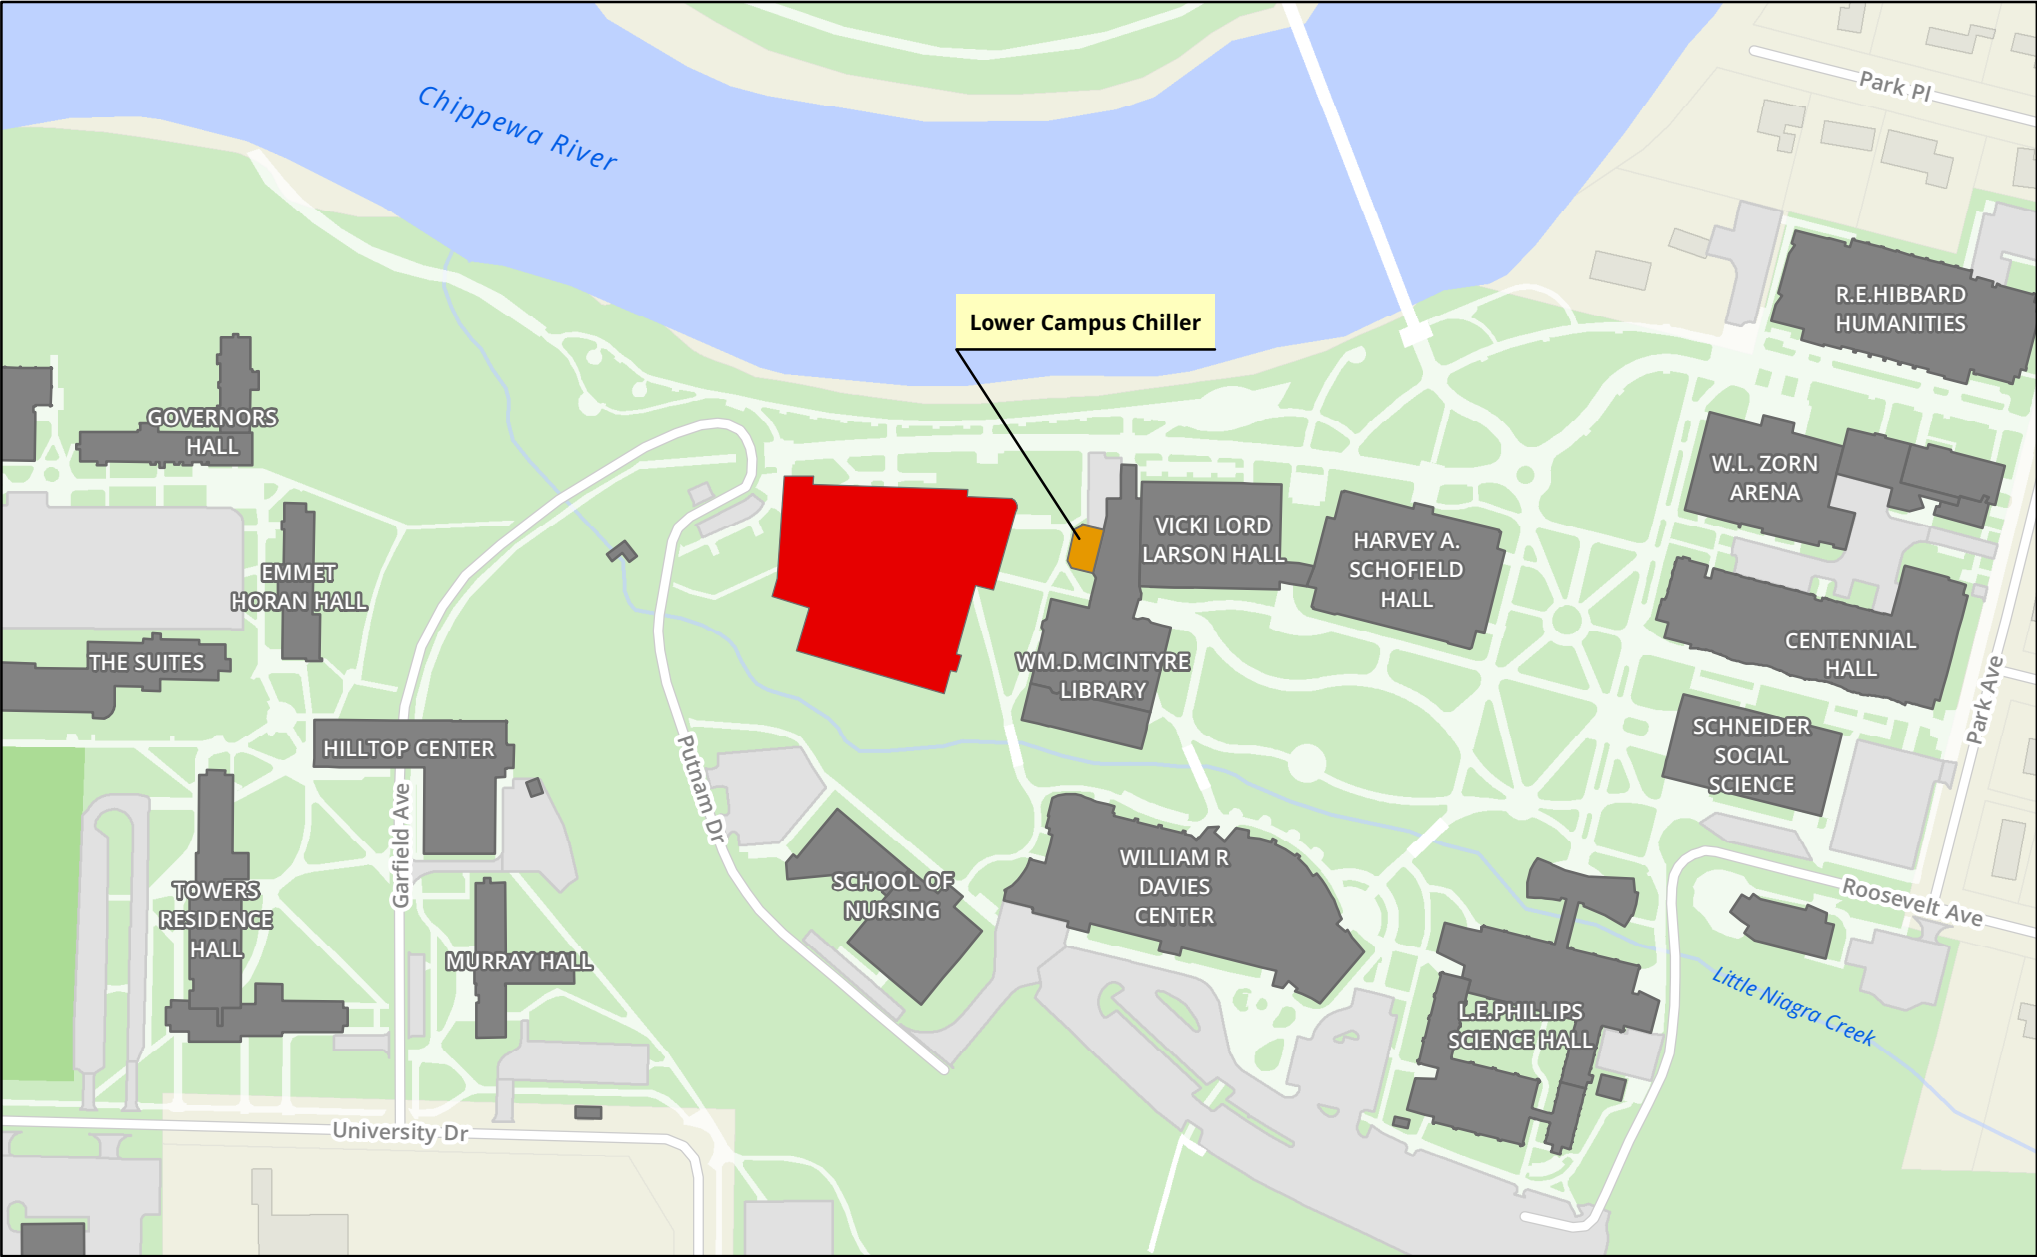 Park Pl
Chippewa River
R.E.HIBBARD
HUMANITIES
Lower Campus Chiller
GOVERNORS
HALL
W.L. ZORN
ARENA
VICKI LORD
LARSON HALL
HARVEY A.
SCHOFIELD
HALL
EMMET
HORAN HALL
CENTENNIAL
HALL
THE SUITES
WM.D.MCINTYRE
LIBRARY
Park Ave
SCHNEIDER
SOCIAL
SCIENCE
HILLTOP CENTER
Putnam Dr
Garfield Ave
WILLIAM R
DAVIES
CENTER
SCHOOL OF
NURSING
TOWERS
RESIDENCE
HALL
Roosevelt Ave
MURRAY HALL
L.E.PHILLIPS
SCIENCE HALL
Little Niagra Creek
University Dr